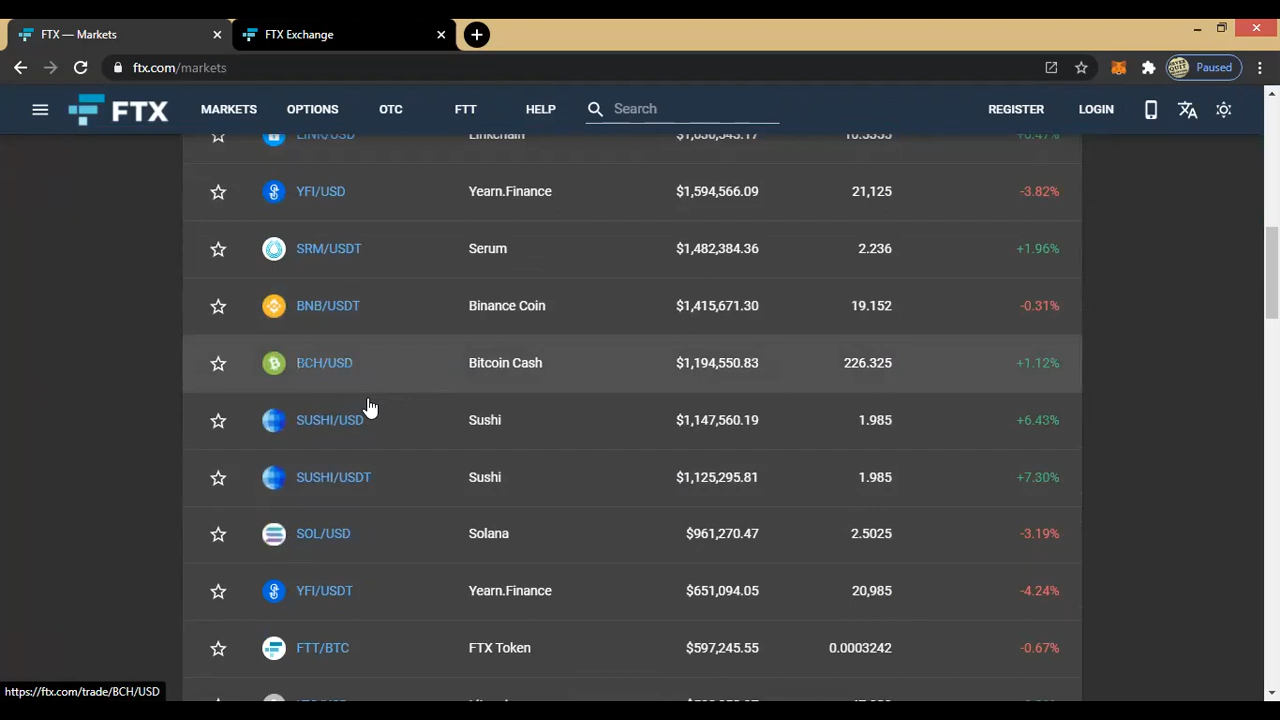 FTX — Markets
FTX Exchange
ftx.com/markets
Paused
FTX MARKETS OPTIONS OTC FTT HELP Search REGISTER LOGIN
LINK/USD Linkchain
YFI/USD Yearn.Finance $1,594,566.09 21,125 -3.82%
SRM/USDT Serum $1,482,384.36 2.236 +1.96%
BNB/USDT Binance Coin $1,415,671.30 19.152 -0.31%
BCH/USD Bitcoin Cash $1,194,550.83 226.325 +1.12%
SUSHI/USD Sushi $1,147,560.19 1.985 +6.43%
SUSHI/USDT Sushi $1,125,295.81 1.985 +7.30%
SOL/USD Solana $961,270.47 2.5025 -3.19%
YFI/USDT Yearn.Finance $651,094.05 20,985 -4.24%
FTT/BTC FTX Token $597,245.55 0.0003242 -0.67%
https://ftx.com/trade/BCH/USD